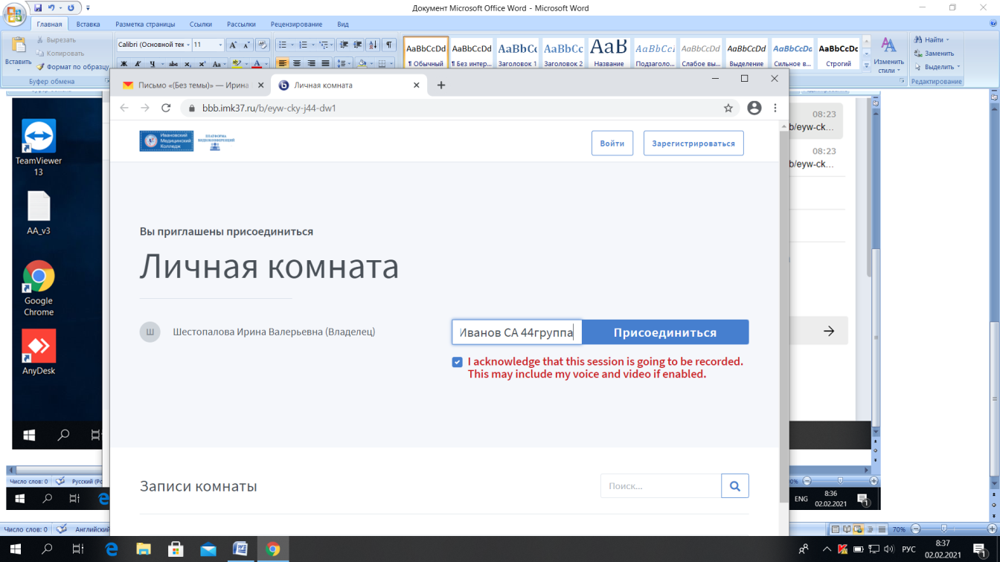 Документ Microsoft Office Word - Microsoft Word
Главная Вставка Разметка страницы Ссылки Рассылки Рецензирование Вид
Вставить
Вырезать
Копировать
Формат по образцу
Буфер обмена
Calibri (Основной тек 11
Ж К Ч
AaBbCcDd AaBbCcDd AaBbCc AaBbCc АаВ AaBbCcI AaBbCcDd AaBbCcDd AaBbCcDc AaBbCcDc
¶ Обычный ¶ Без интер... Заголовок 1 Заголовок 2 Название Подзаголо... Слабое вы... Выделение Сильное в... Строгий
Изменить стили
Найти
Заменить
Выделить
Редактирование
Письмо «(Без темы)» — Ирина
Личная комната
bbb.imk37.ru/b/eyw-cky-j44-dw1
Ивановский
Медицинский
Колледж
ПЛАТФОРМА
ВИДЕОКОНФЕРЕНЦИЙ
Войти
Зарегистрироваться
Вы приглашены присоединиться
Личная комната
Ш
Шестопалова Ирина Валерьевна (Владелец)
Иванов СА 44группа
Присоединиться
I acknowledge that this session is going to be recorded.
This may include my voice and video if enabled.
Записи комнаты
Поиск...
TeamViewer
13
AA_v3
Google
Chrome
AnyDesk
08:23
b/eyw-ck...
08:23
b/eyw-ck...
Число слов: 0 Русский (Ро
ENG
8:36
02.02.2021
Число слов: 0 Английский
70%
РУС
8:37
02.02.2021